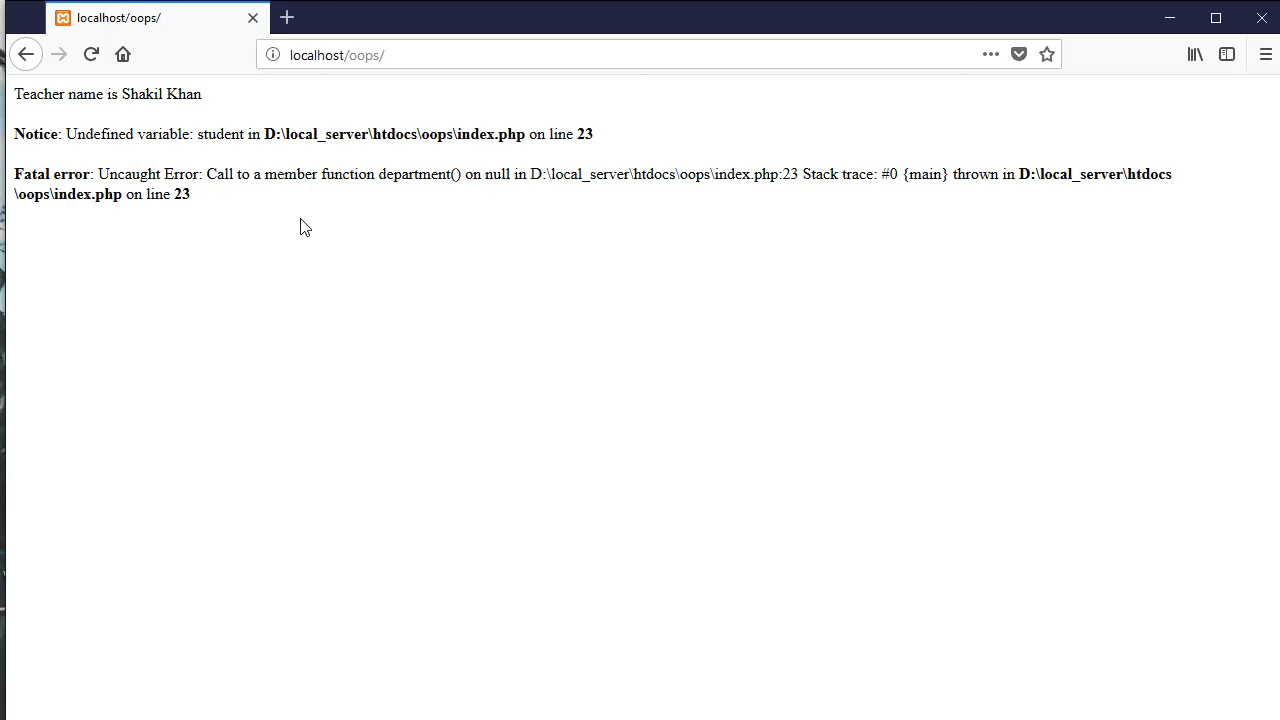 localhost/oops/
localhost/oops/
Teacher name is Shakil Khan
Notice: Undefined variable: student in D:\local_server\htdocs\oops\index.php on line 23
Fatal error: Uncaught Error: Call to a member function department() on null in D:\local_server\htdocs\oops\index.php:23 Stack trace: #0 {main} thrown in D:\local_server\htdocs
\oops\index.php on line 23